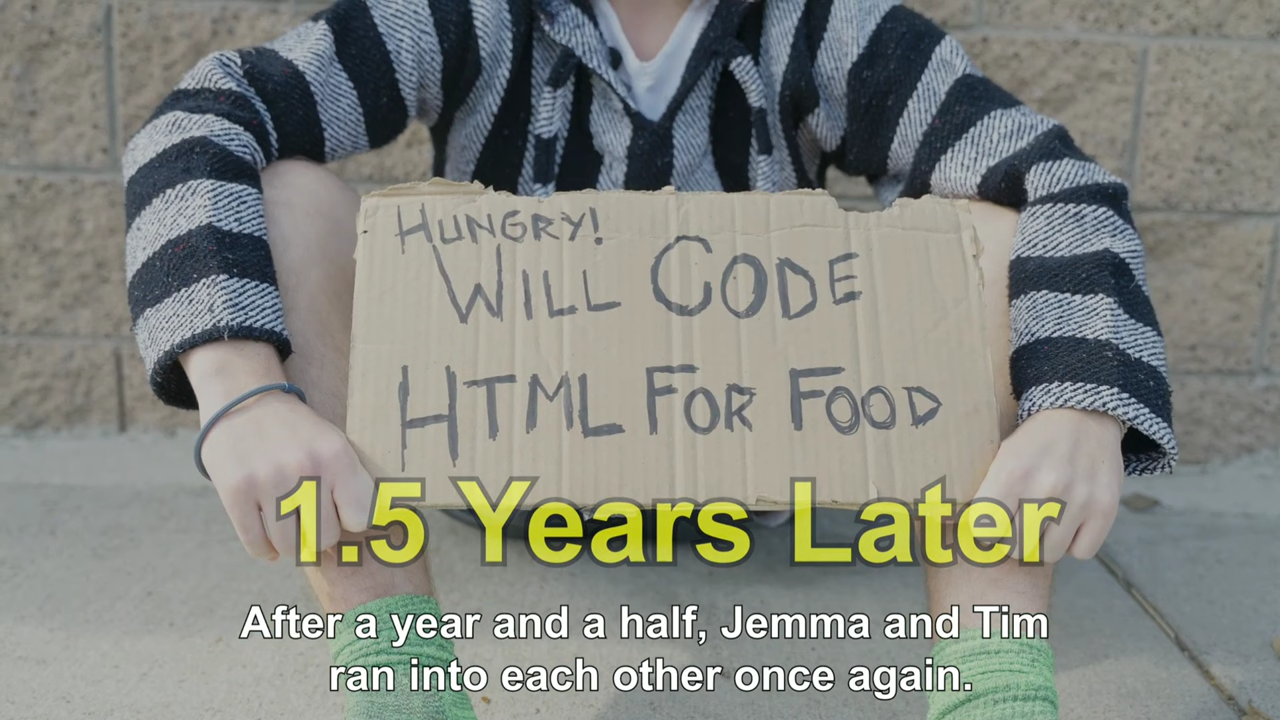 HUNGRY!
WILL CODE
HTML FOR FOOD
1.5 Years Later
After a year and a half, Jemma and Tim
ran into each other once again.